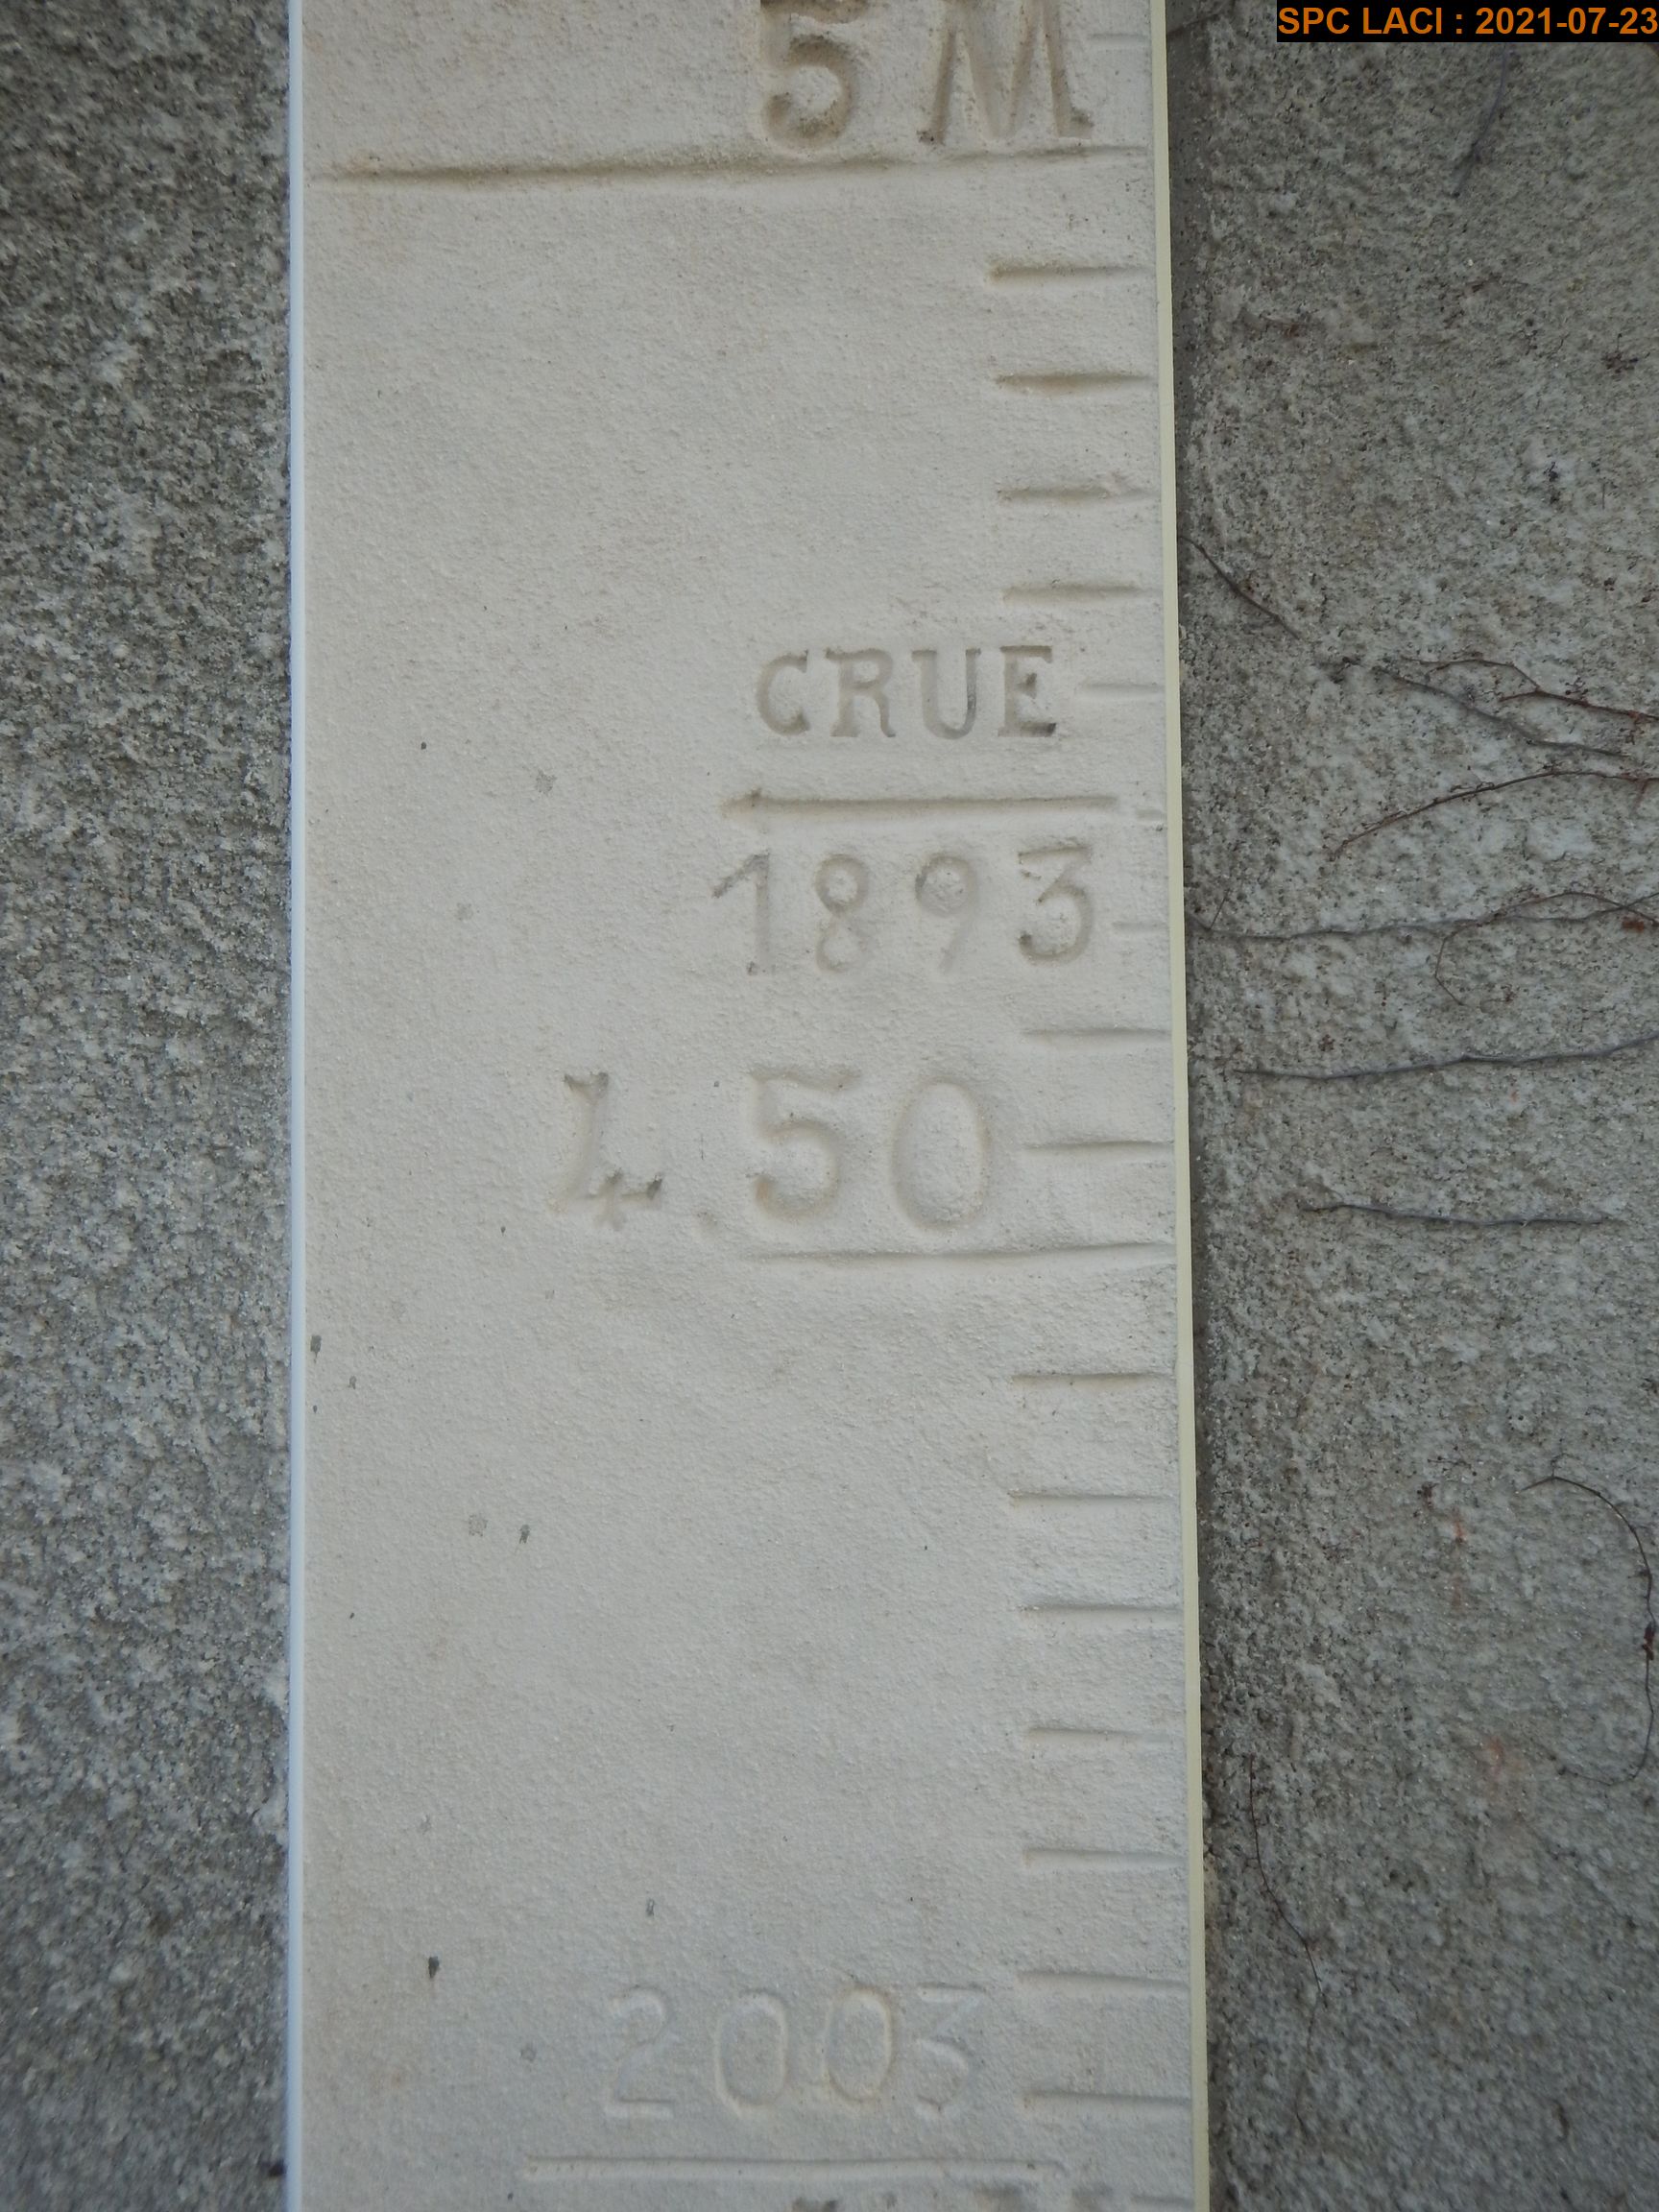 SPC LACI : 2021-07-23
5 M
CRUE
1893
4.50
2003